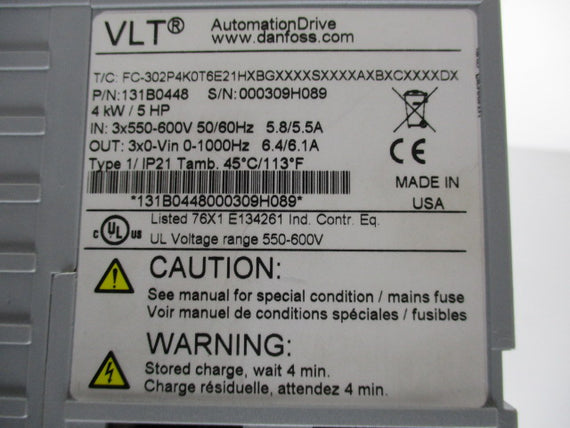 VLT® AutomationDrive
www.danfoss.com
T/C: FC-302P4K0T6E21HXBGXXXXSXXXXAXBXCXXXXDX
P/N:131B0448 S/N:000309H089
4 kW / 5 HP
IN: 3x550-600V 50/60Hz 5.8/5.5A
OUT: 3x0-Vin 0-1000Hz 6.4/6.1A
Type 1/ IP21 Tamb. 45°C/113°F
CE
*131B0448000309H089*
MADE IN
USA
c UL us
Listed 76X1 E134261 Ind. Contr. Eq.
UL Voltage range 550-600V
CAUTION:
See manual for special condition / mains fuse
Voir manuel de conditions spéciales / fusibles
WARNING:
Stored charge, wait 4 min.
Charge résiduelle, attendez 4 min.